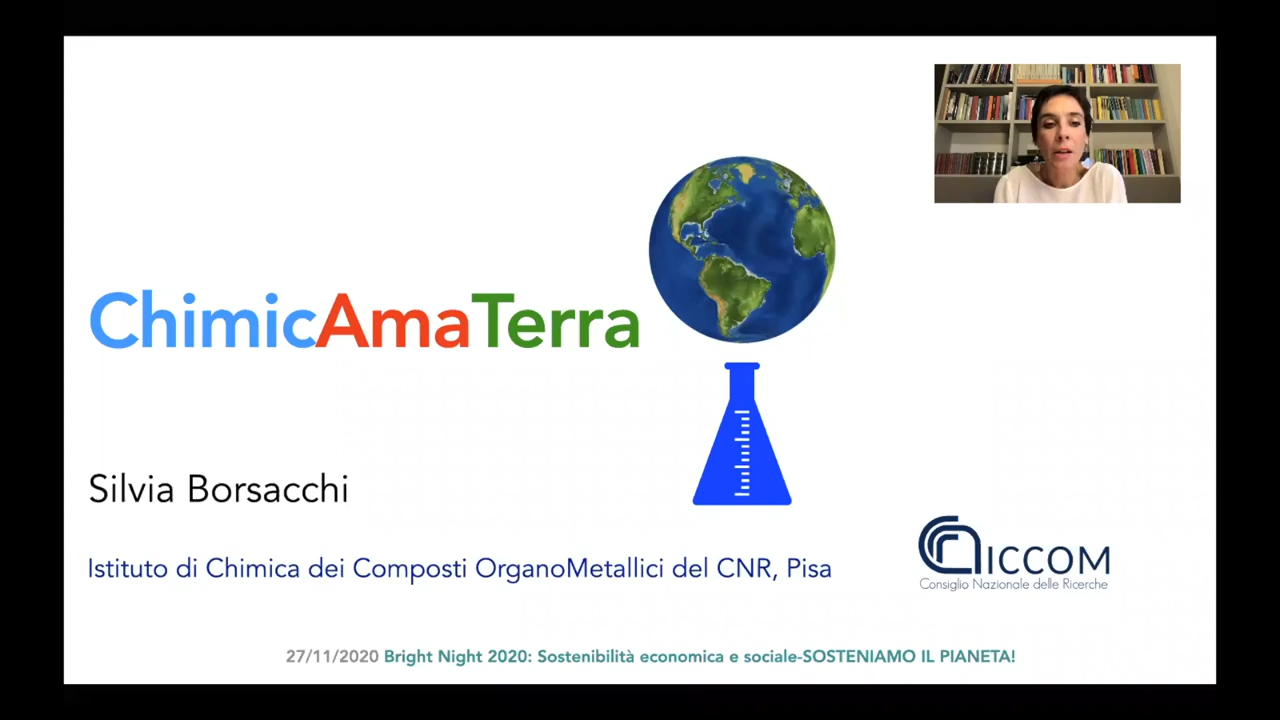 ChimicAmaTerra
Silvia Borsacchi
Istituto di Chimica dei Composti OrganoMetallici del CNR, Pisa
CNR ICCOM
Consiglio Nazionale delle Ricerche
27/11/2020 Bright Night 2020: Sostenibilità economica e sociale-SOSTENIAMO IL PIANETA!